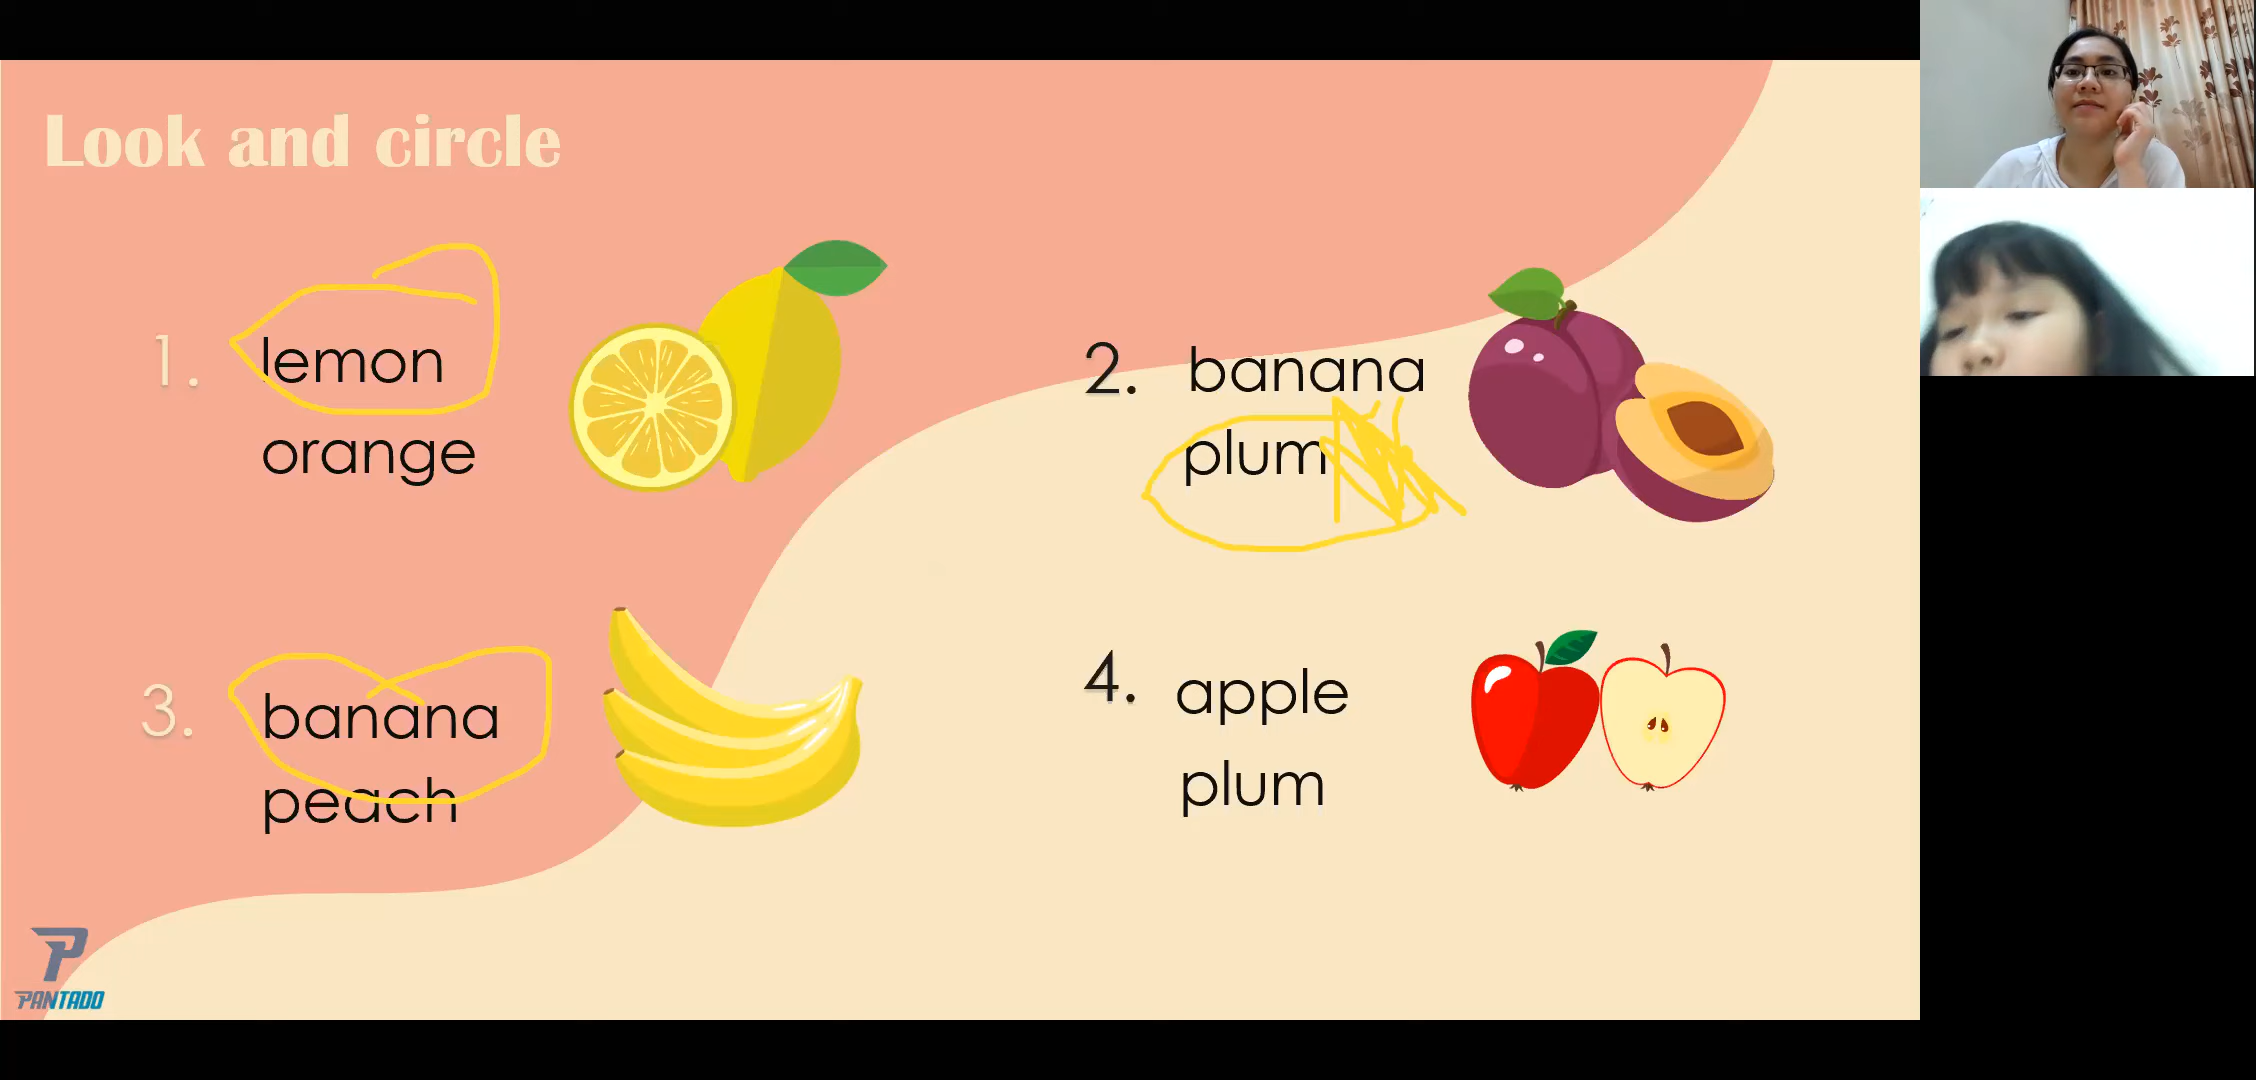 Look and circle
1. lemon
orange
2. banana
plum
3. banana
peach
4. apple
plum
P
PANTADO